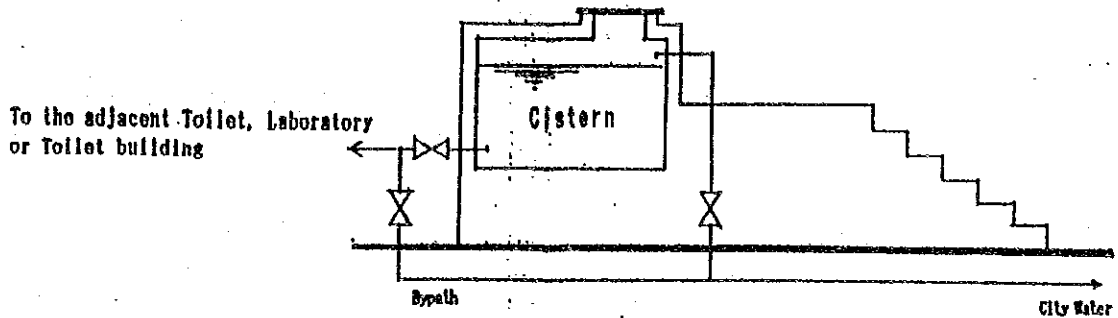 To the adjacent Toilet, Laboratory
or Toilet building
Cistern
Bypath
City Water